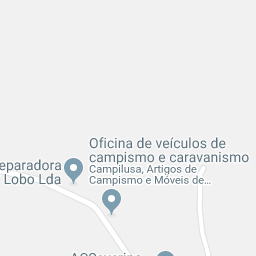 Oficina de veículos de
campismo e caravanismo
Campilusa, Artigos de
Campismo e Móveis de...
eparadora
Lobo Lda